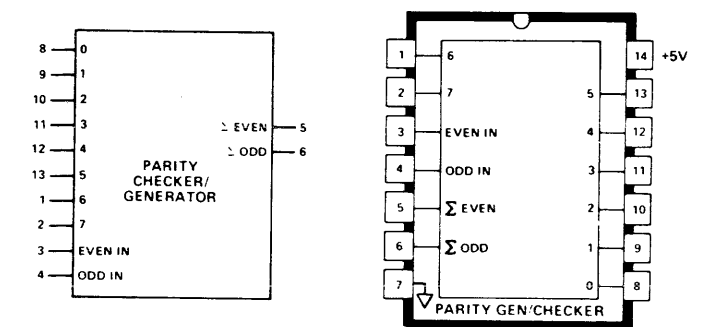 8 0
9 1
10 2
11 3
12 4
13 5
1 6
2 7
3 EVEN IN
4 ODD IN
Σ EVEN 5
Σ ODD 6
PARITY
CHECKER/
GENERATOR
1 6
2 7
3 EVEN IN
4 ODD IN
5 Σ EVEN
6 Σ ODD
7
14 +5V
5 13
4 12
3 11
2 10
1 9
0 8
PARITY GEN/CHECKER